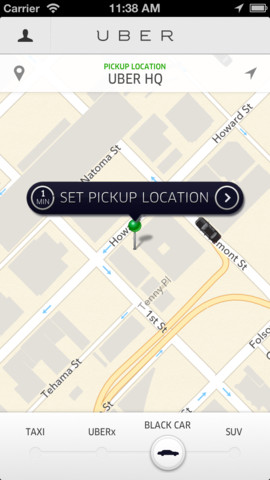 Carrier 11:38 AM
UBER
PICKUP LOCATION
UBER HQ
Natoma St
Howard St
1 MIN SET PICKUP LOCATION
How
mont St
Tenny Pl
1st St
Folso
Tehama St
TAXI UBERx BLACK CAR SUV